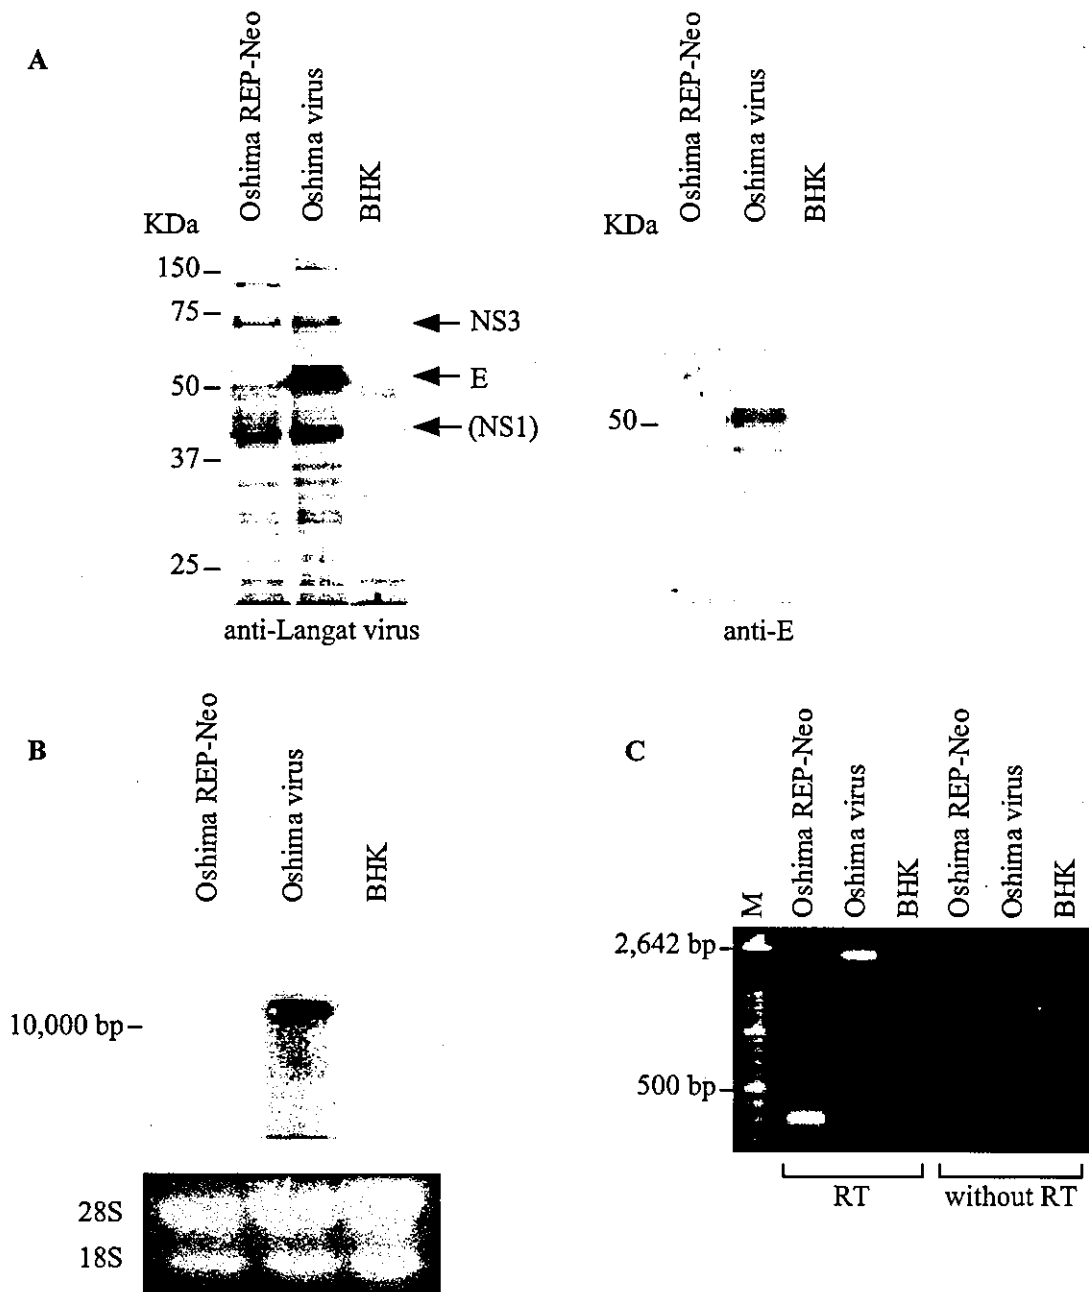 A
Oshima REP-Neo
Oshima virus
BHK
KDa
150
75
50
37
25
NS3
E
(NS1)
anti-Langat virus
Oshima REP-Neo
Oshima virus
BHK
KDa
50
anti-E
B
Oshima REP-Neo
Oshima virus
BHK
10,000 bp
28S
18S
C
M
Oshima REP-Neo
Oshima virus
BHK
Oshima REP-Neo
Oshima virus
BHK
2,642 bp
500 bp
RT
without RT